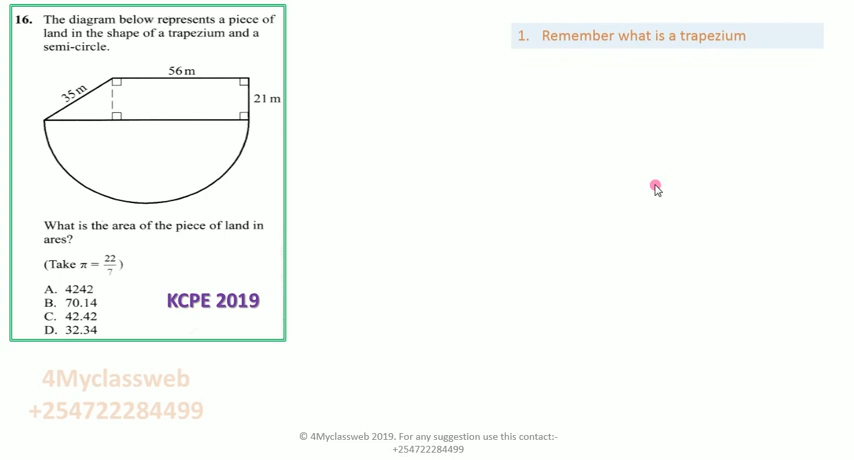 16. The diagram below represents a piece of
land in the shape of a trapezium and a
semi-circle.
56 m
35 m
21 m
What is the area of the piece of land in
ares?
(Take π = 22/7)
A. 4242
B. 70.14
C. 42.42
D. 32.34
KCPE 2019
1. Remember what is a trapezium
4Myclassweb
+254722284499
© 4Myclassweb 2019. For any suggestion use this contact:-
+254722284499